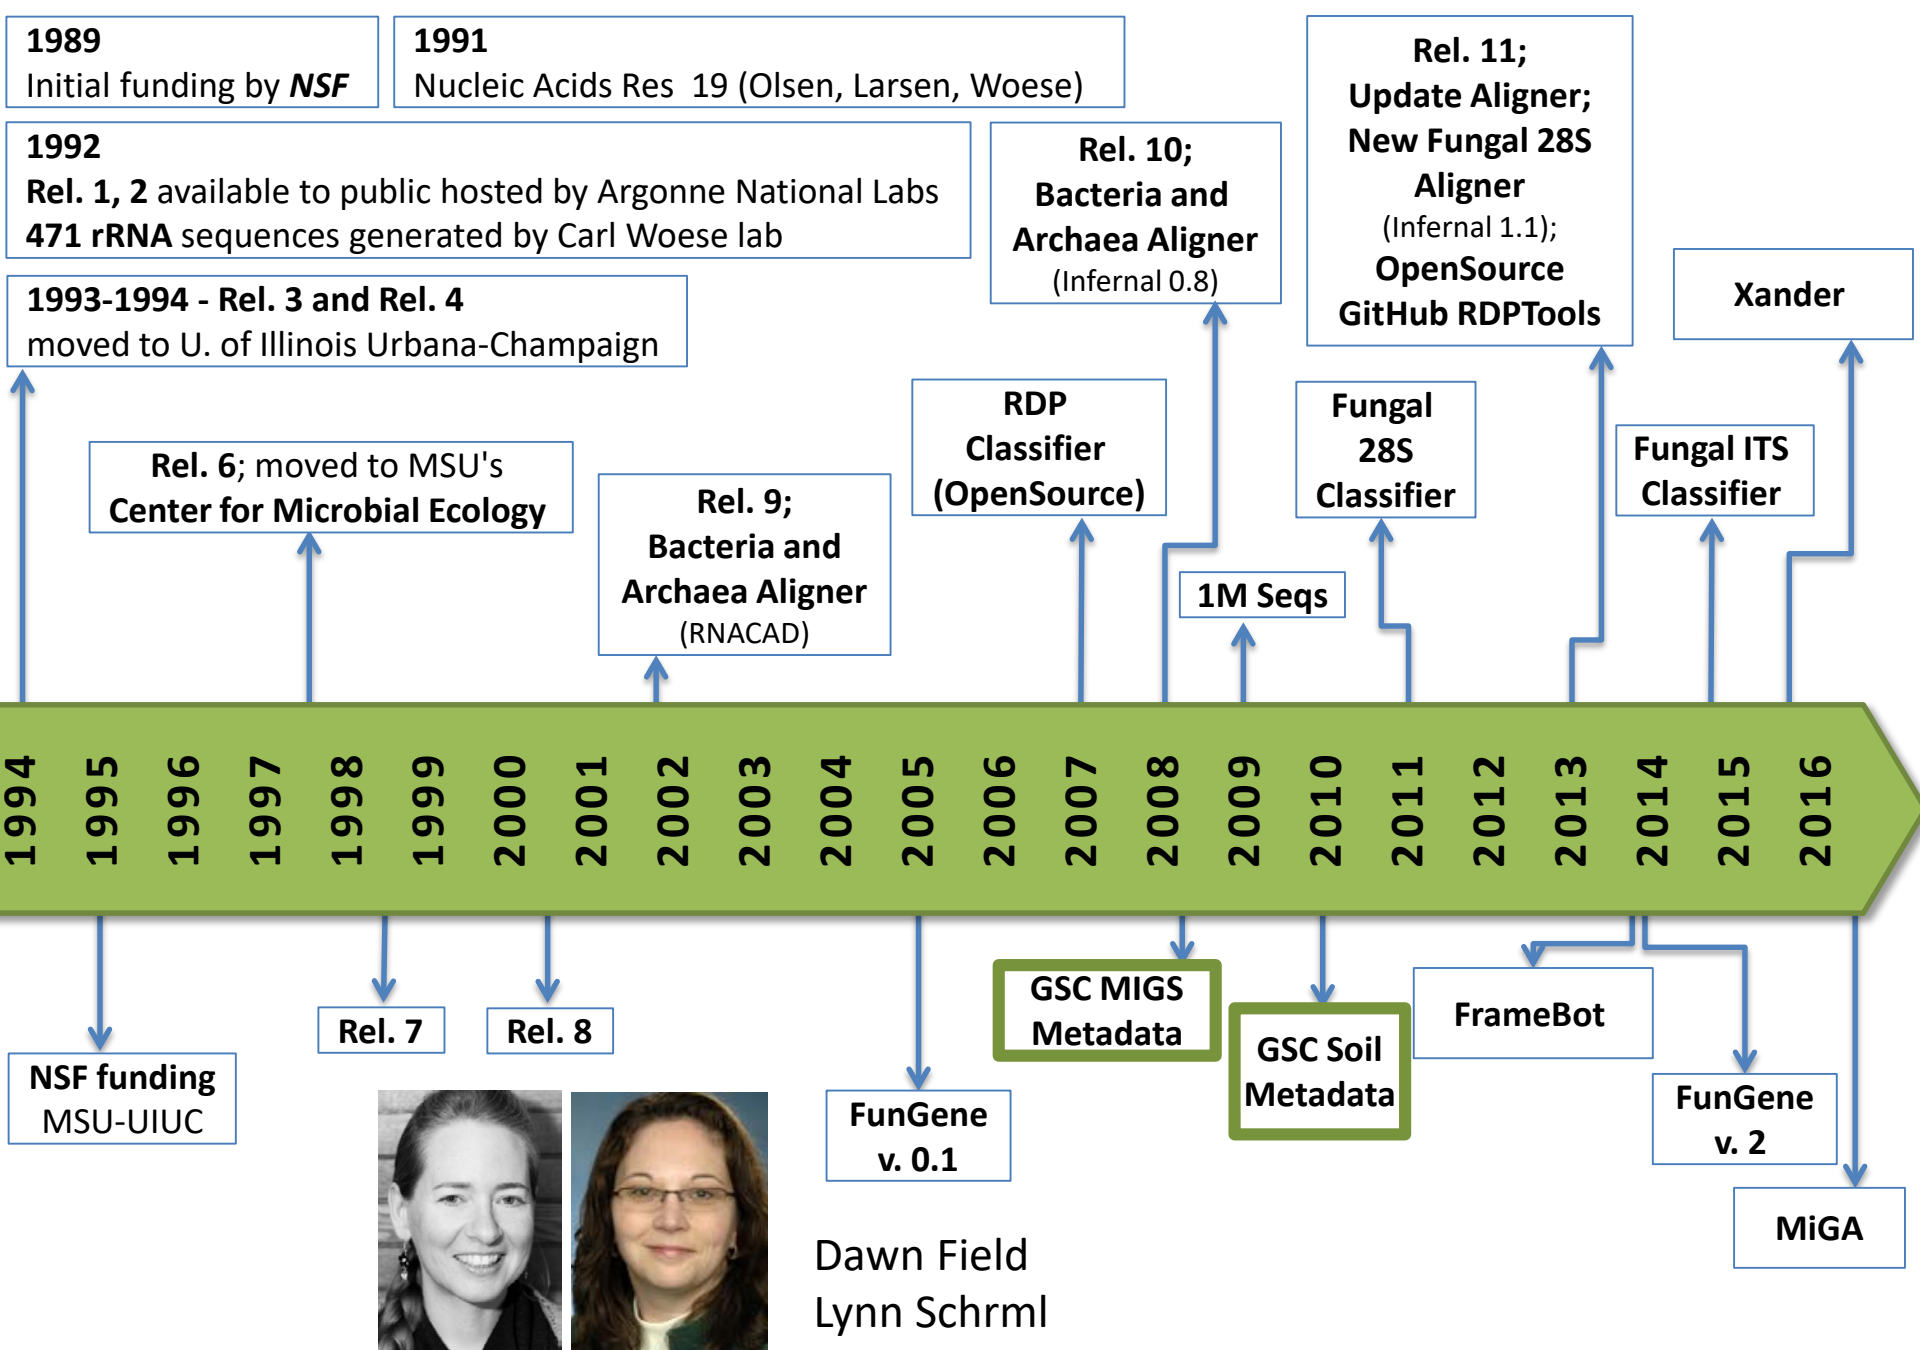 1989
Initial funding by NSF
1991
Nucleic Acids Res  19 (Olsen, Larsen, Woese)
1992
Rel. 1, 2 available to public hosted by Argonne National Labs
471 rRNA sequences generated by Carl Woese lab
1993-1994 - Rel. 3 and Rel. 4
moved to U. of Illinois Urbana-Champaign
Rel. 6; moved to MSU's
Center for Microbial Ecology
Rel. 9;
Bacteria and
Archaea Aligner
(RNACAD)
RDP
Classifier
(OpenSource)
Rel. 10;
Bacteria and
Archaea Aligner
(Infernal 0.8)
1M Seqs
Fungal
28S
Classifier
Rel. 11;
Update Aligner;
New Fungal 28S
Aligner
(Infernal 1.1);
OpenSource
GitHub RDPTools
Fungal ITS
Classifier
Xander
1994
1995
1996
1997
1998
1999
2000
2001
2002
2003
2004
2005
2006
2007
2008
2009
2010
2011
2012
2013
2014
2015
2016
NSF funding
MSU-UIUC
Rel. 7
Rel. 8
FunGene
v. 0.1
GSC MIGS
Metadata
GSC Soil
Metadata
FrameBot
FunGene
v. 2
MiGA
Dawn Field
Lynn Schrml